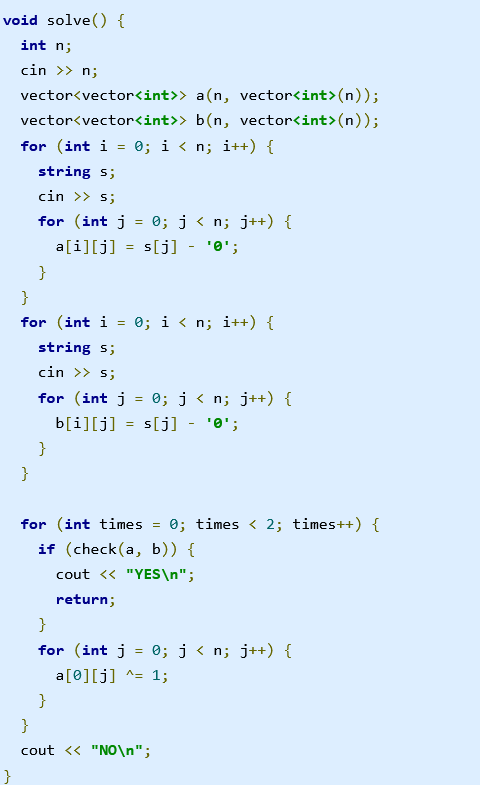 void solve() {
  int n;
  cin >> n;
  vector<vector<int>> a(n, vector<int>(n));
  vector<vector<int>> b(n, vector<int>(n));
  for (int i = 0; i < n; i++) {
    string s;
    cin >> s;
    for (int j = 0; j < n; j++) {
      a[i][j] = s[j] - '0';
    }
  }
  for (int i = 0; i < n; i++) {
    string s;
    cin >> s;
    for (int j = 0; j < n; j++) {
      b[i][j] = s[j] - '0';
    }
  }

  for (int times = 0; times < 2; times++) {
    if (check(a, b)) {
      cout << "YES\n";
      return;
    }
    for (int j = 0; j < n; j++) {
      a[0][j] ^= 1;
    }
  }
  cout << "NO\n";
}